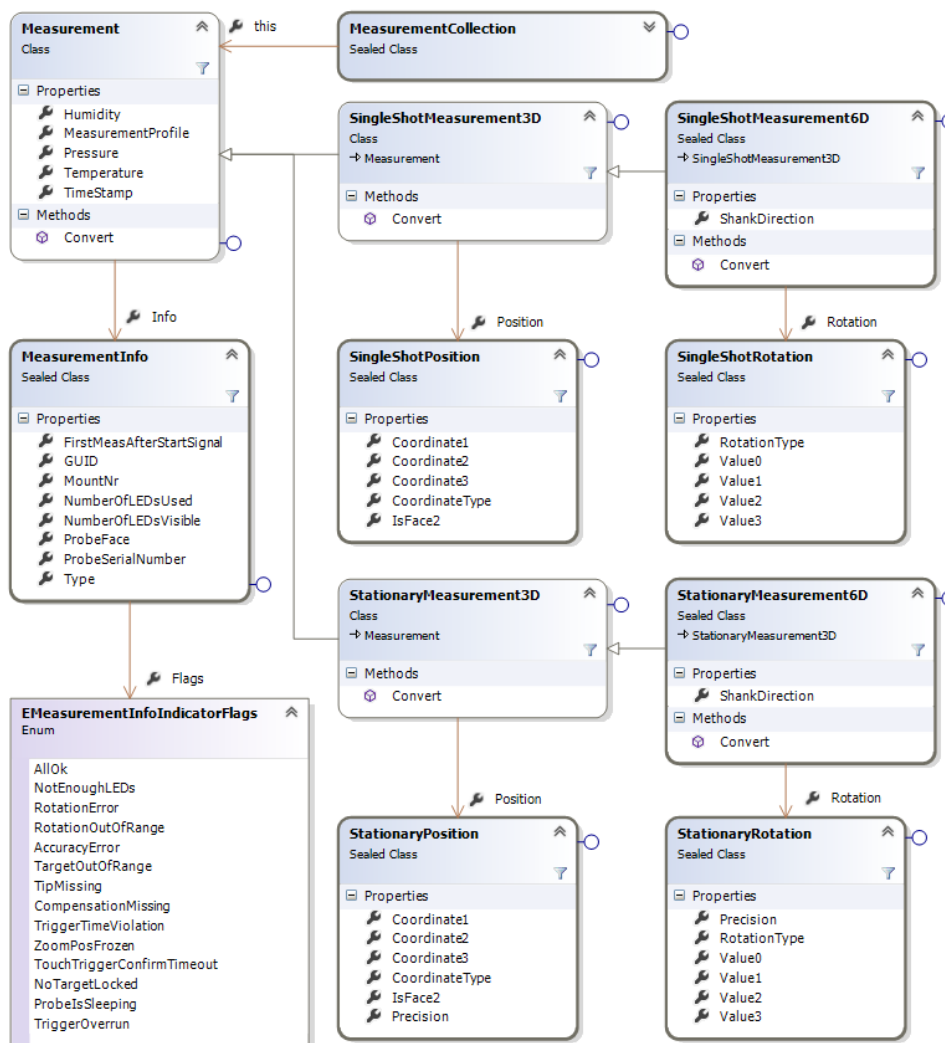 Measurement
Class
Properties
Humidity
MeasurementProfile
Pressure
Temperature
TimeStamp
Methods
Convert
this
MeasurementCollection
Sealed Class
SingleShotMeasurement3D
Class
Measurement
Methods
Convert
SingleShotMeasurement6D
Sealed Class
SingleShotMeasurement3D
Properties
ShankDirection
Methods
Convert
Info
Position
Rotation
MeasurementInfo
Sealed Class
Properties
FirstMeasAfterStartSignal
GUID
MountNr
NumberOfLEDsUsed
NumberOfLEDsVisible
ProbeFace
ProbeSerialNumber
Type
SingleShotPosition
Sealed Class
Properties
Coordinate1
Coordinate2
Coordinate3
CoordinateType
IsFace2
SingleShotRotation
Sealed Class
Properties
RotationType
Value0
Value1
Value2
Value3
StationaryMeasurement3D
Class
Measurement
Methods
Convert
StationaryMeasurement6D
Sealed Class
StationaryMeasurement3D
Properties
ShankDirection
Methods
Convert
Flags
EMeasurementInfoIndicatorFlags
Enum
AllOk
NotEnoughLEDs
RotationError
RotationOutOfRange
AccuracyError
TargetOutOfRange
TipMissing
CompensationMissing
TriggerTimeViolation
ZoomPosFrozen
TouchTriggerConfirmTimeout
NoTargetLocked
ProbeIsSleeping
TriggerOverrun
Position
Rotation
StationaryPosition
Sealed Class
Properties
Coordinate1
Coordinate2
Coordinate3
CoordinateType
IsFace2
Precision
StationaryRotation
Sealed Class
Properties
Precision
RotationType
Value0
Value1
Value2
Value3